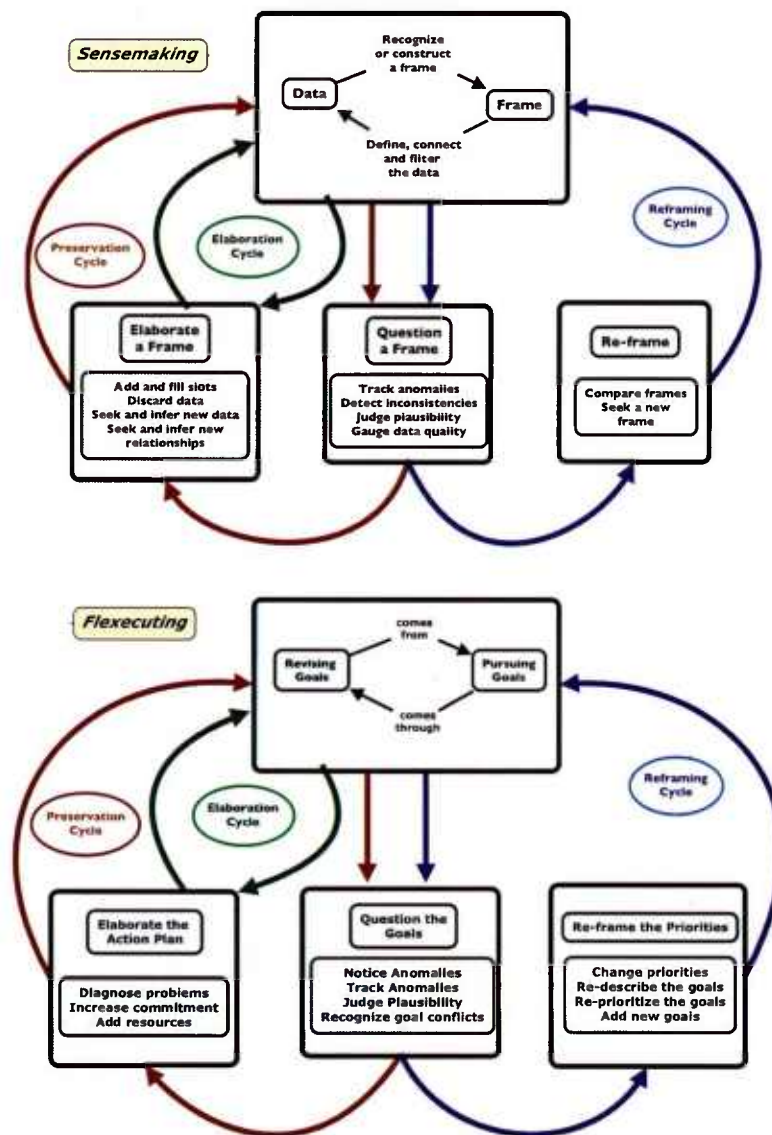 Sensemaking
Recognize
or construct
a frame
Data
Frame
Define, connect
and filter
the data
Preservation
Cycle
Elaboration
Cycle
Reframing
Cycle
Elaborate
a Frame
Add and fill slots
Discard data
Seek and infer new data
Seek and infer new
relationships
Question
a Frame
Track anomalies
Detect inconsistencies
Judge plausibility
Gauge data quality
Re-frame
Compare frames
Seek a new
frame
Flexecuting
comes
from
Revising
Goals
Pursuing
Goals
comes
through
Preservation
Cycle
Elaboration
Cycle
Reframing
Cycle
Elaborate the
Action Plan
Diagnose problems
Increase commitment
Add resources
Question the
Goals
Notice Anomalies
Track Anomalies
Judge Plausibility
Recognize goal conflicts
Re-frame the Priorities
Change priorities
Re-describe the goals
Re-prioritize the goals
Add new goals